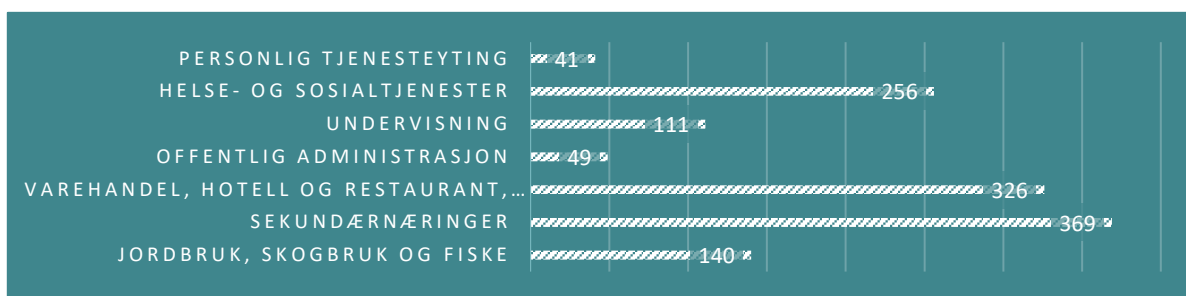 PERSONLIG TJENESTEYTING 41
HELSE- OG SOSIALTJENESTER 256
UNDERVISNING 111
OFFENTLIG ADMINISTRASJON 49
VAREHANDEL, HOTELL OG RESTAURANT,… 326
SEKUNDÆRNÆRINGER 369
JORDBRUK, SKOGBRUK OG FISKE 140